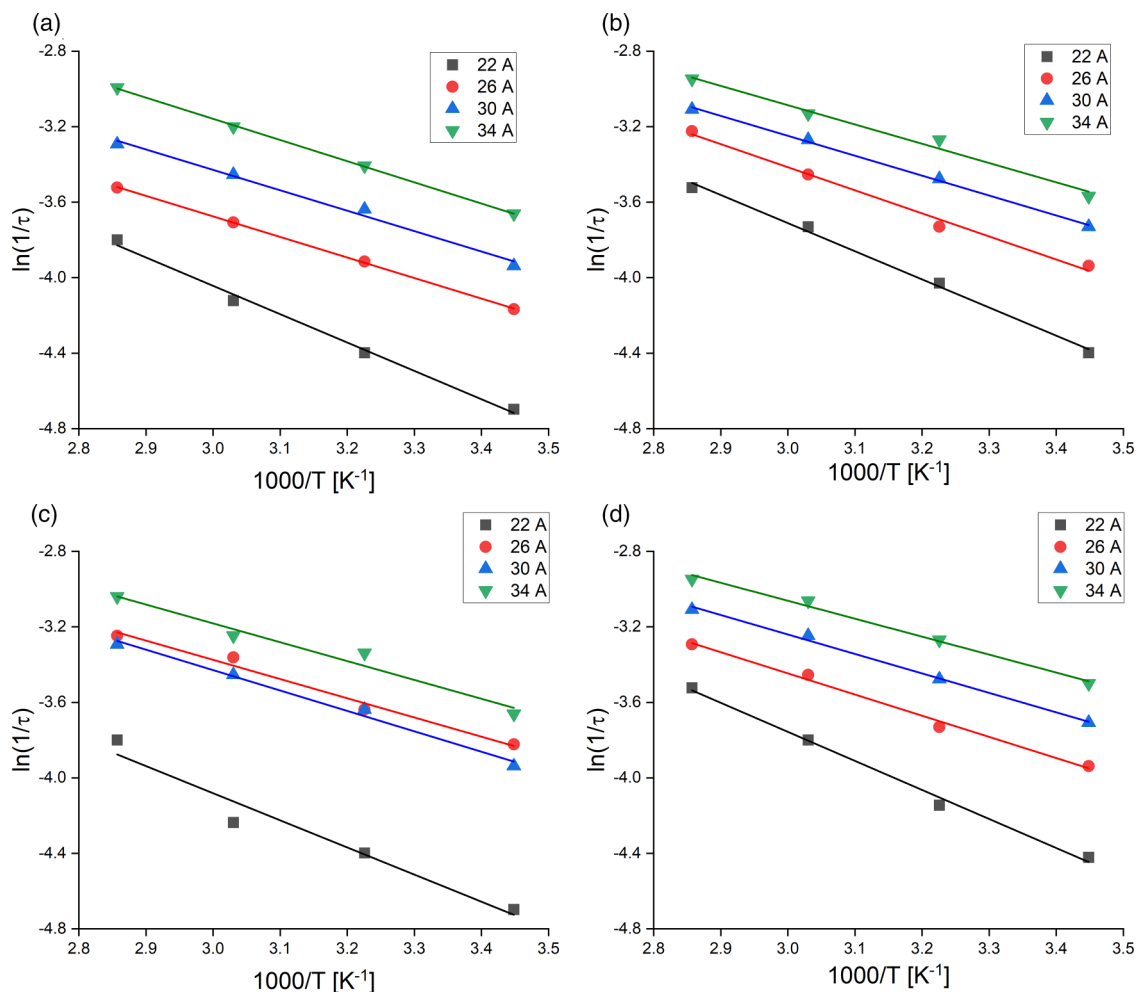 (a)
22 A
26 A
30 A
34 A
-2.8
-3.2
-3.6
-4.0
-4.4
-4.8
ln(1/τ)
2.8 2.9 3.0 3.1 3.2 3.3 3.4 3.5
1000/T [K⁻¹]
(b)
22 A
26 A
30 A
34 A
-2.8
-3.2
-3.6
-4.0
-4.4
-4.8
ln(1/τ)
2.8 2.9 3.0 3.1 3.2 3.3 3.4 3.5
1000/T [K⁻¹]
(c)
22 A
26 A
30 A
34 A
-2.8
-3.2
-3.6
-4.0
-4.4
-4.8
ln(1/τ)
2.8 2.9 3.0 3.1 3.2 3.3 3.4 3.5
1000/T [K⁻¹]
(d)
22 A
26 A
30 A
34 A
-2.8
-3.2
-3.6
-4.0
-4.4
-4.8
ln(1/τ)
2.8 2.9 3.0 3.1 3.2 3.3 3.4 3.5
1000/T [K⁻¹]